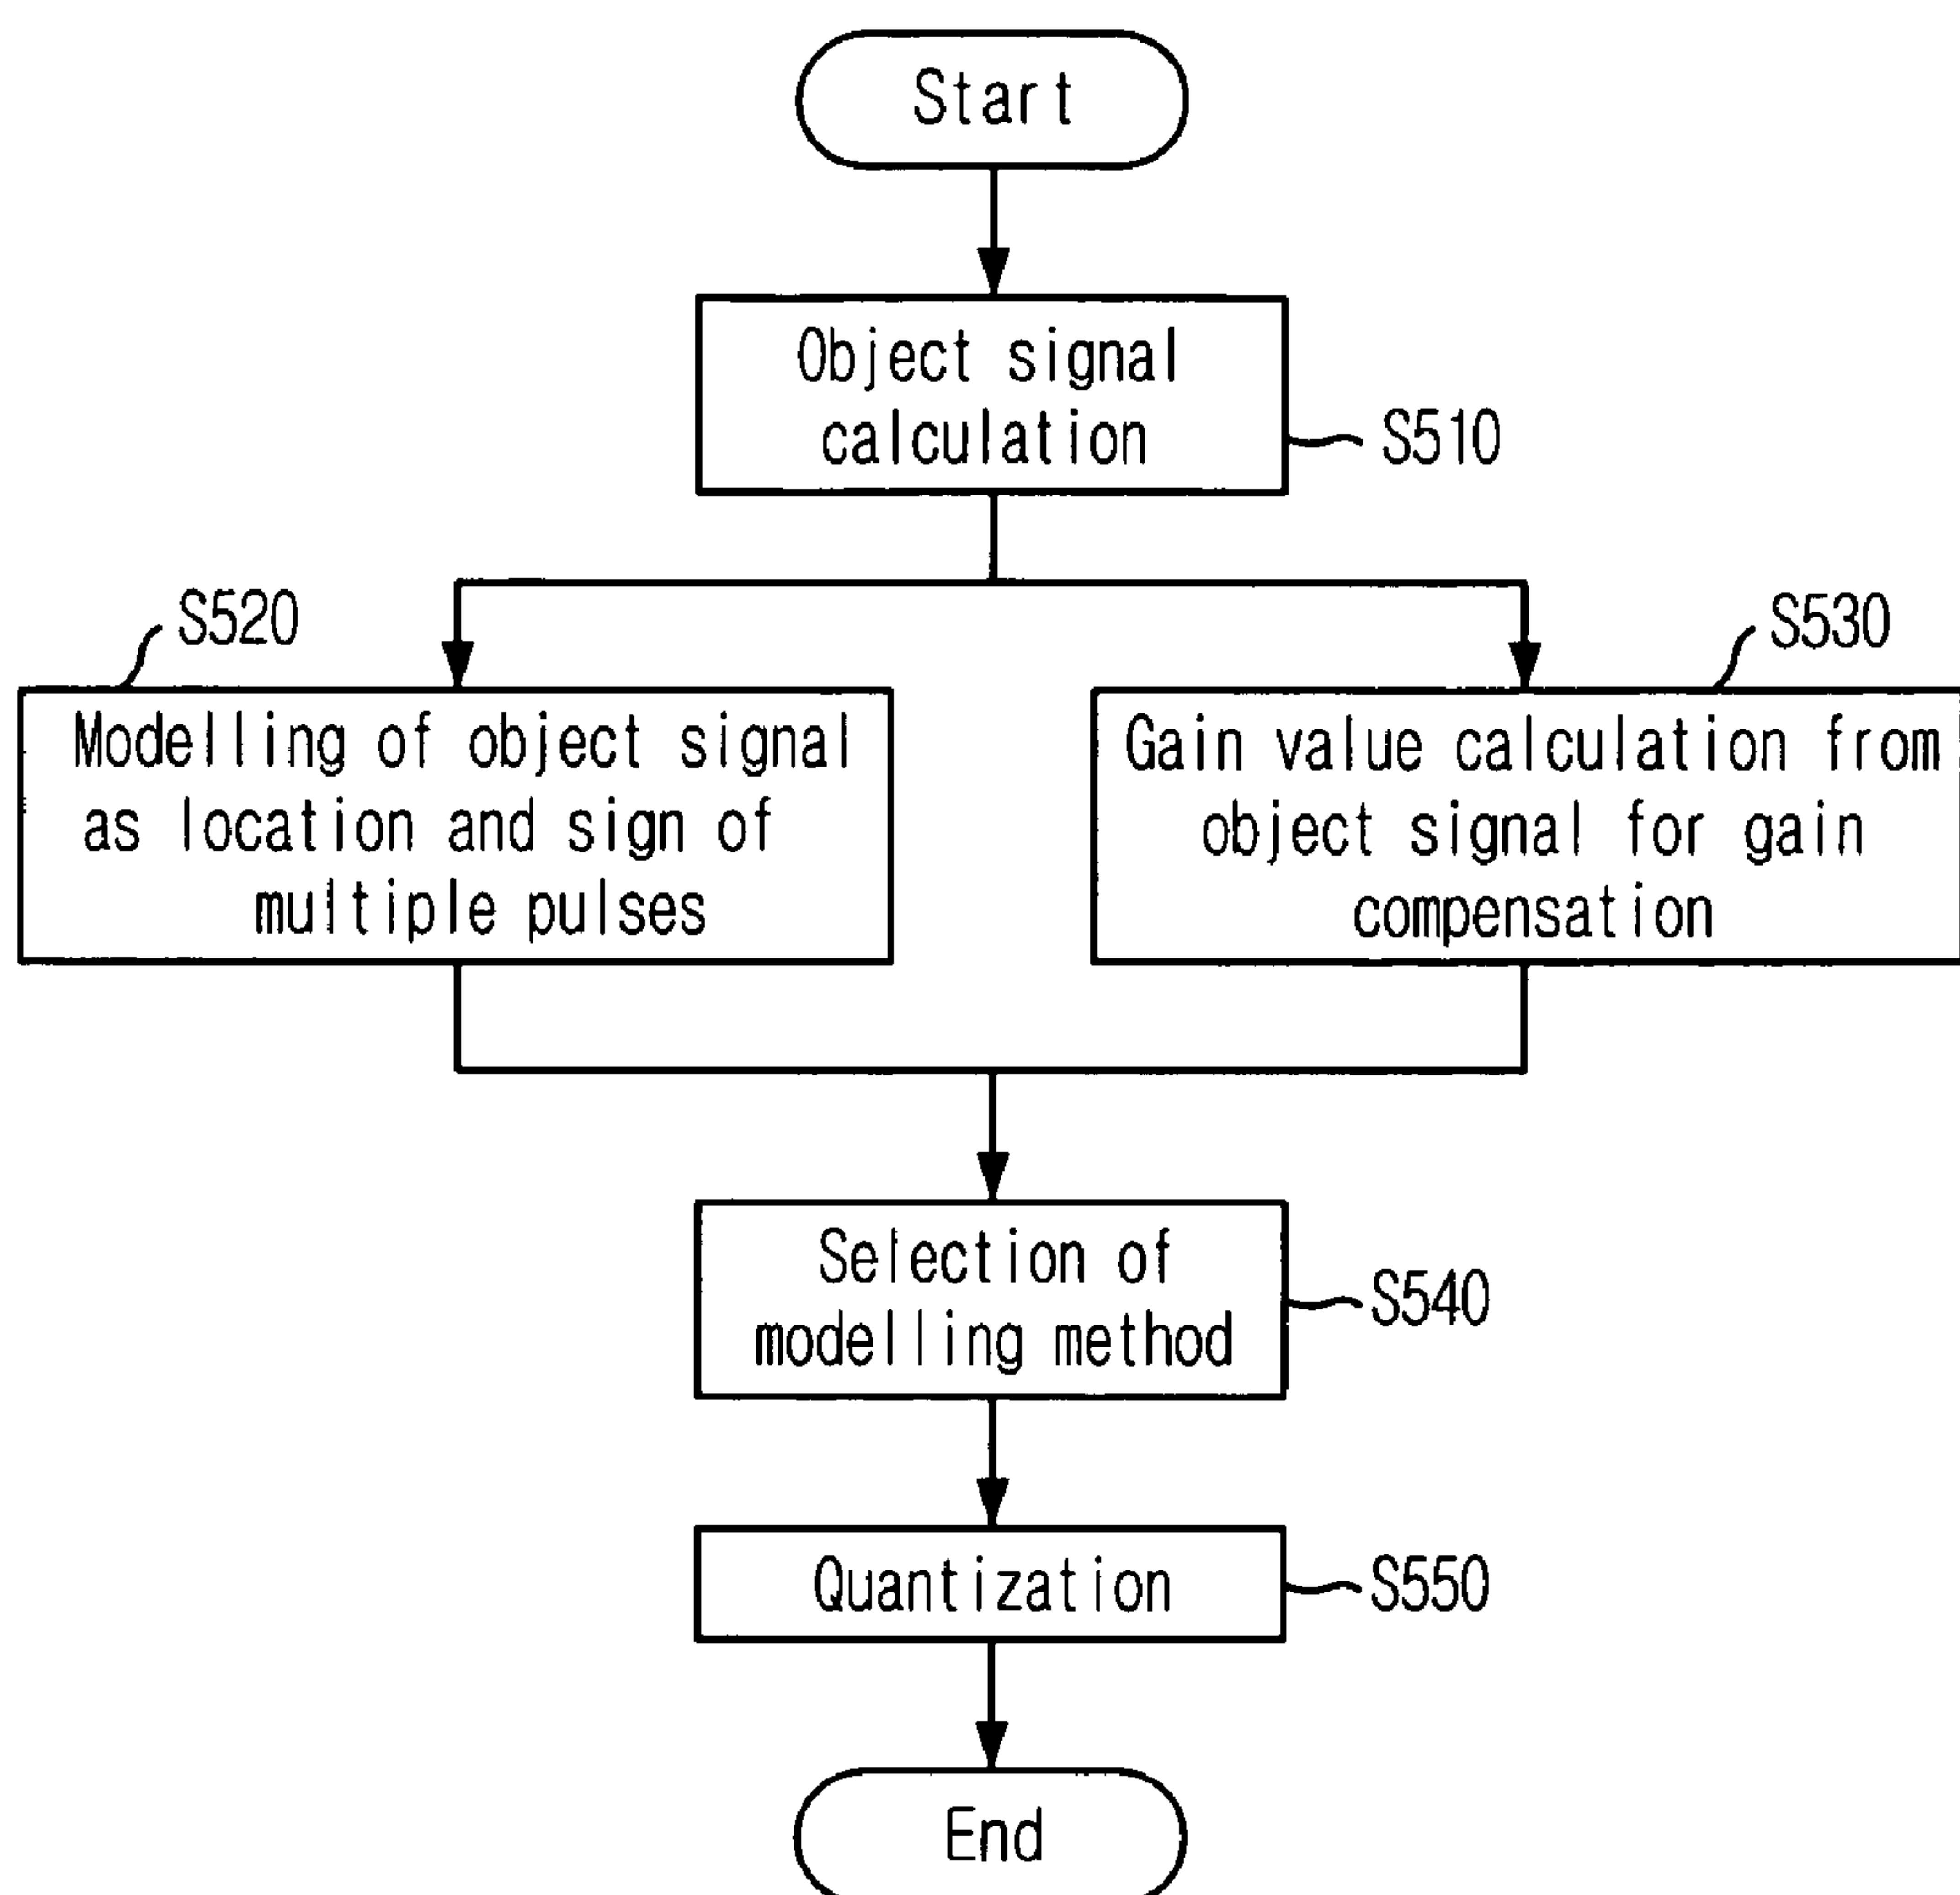 Start
Object signal
calculation
S510
S520
S530
Modelling of object signal
as location and sign of
multiple pulses
Gain value calculation from
object signal for gain
compensation
Selection of
modelling method
S540
Quantization
S550
End